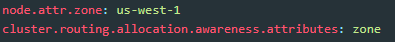 node.attr.zone: us-west-1
cluster.routing.allocation.awareness.attributes: zone